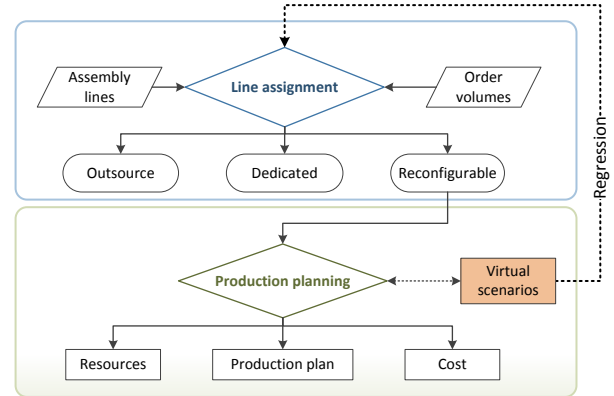 Assembly
lines
Line assignment
Order
volumes
Outsource
Dedicated
Reconfigurable
Regression
Production planning
Virtual
scenarios
Resources
Production plan
Cost